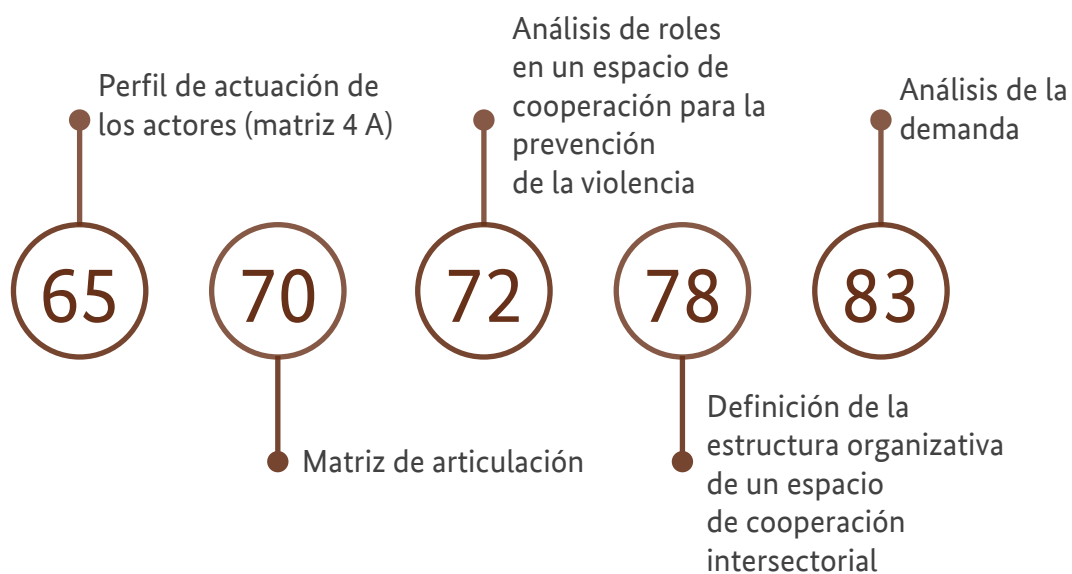 Perfil de actuación de
los actores (matriz 4 A)
65
70
Matriz de articulación
Análisis de roles
en un espacio de
cooperación para la
prevención
de la violencia
72
78
Definición de la
estructura organizativa
de un espacio
de cooperación
intersectorial
Análisis de la
demanda
83